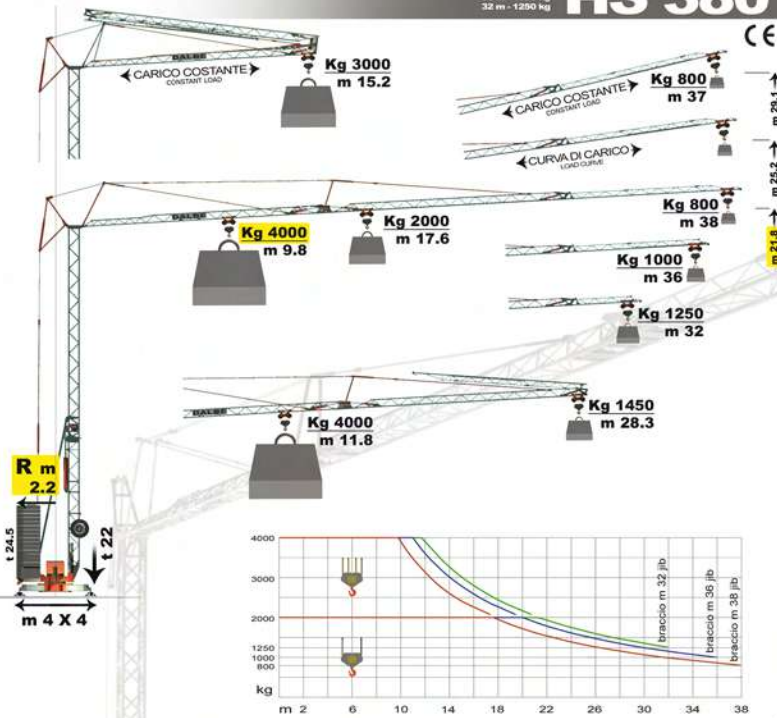 32 m - 1250 kg
HS 380
CE
DALBE
CARICO COSTANTE
CONSTANT LOAD
Kg 3000
m 15.2
CARICO COSTANTE
CONSTANT LOAD
Kg 800
m 37
m 29.1
CURVA DI CARICO
LOAD CURVE
m 25.2
DALBE
Kg 4000
m 9.8
Kg 2000
m 17.6
Kg 800
m 38
m 21.8
Kg 1000
m 36
Kg 1250
m 32
DALBE
Kg 4000
m 11.8
Kg 1450
m 28.3
R m
2.2
t 24.5
t 22
m 4 X 4
4000
3000
2000
1250
1000
800
kg
m 2 6 10 14 18 22 26 30 34 38
braccio m 32 jib
braccio m 36 jib
braccio m 38 jib